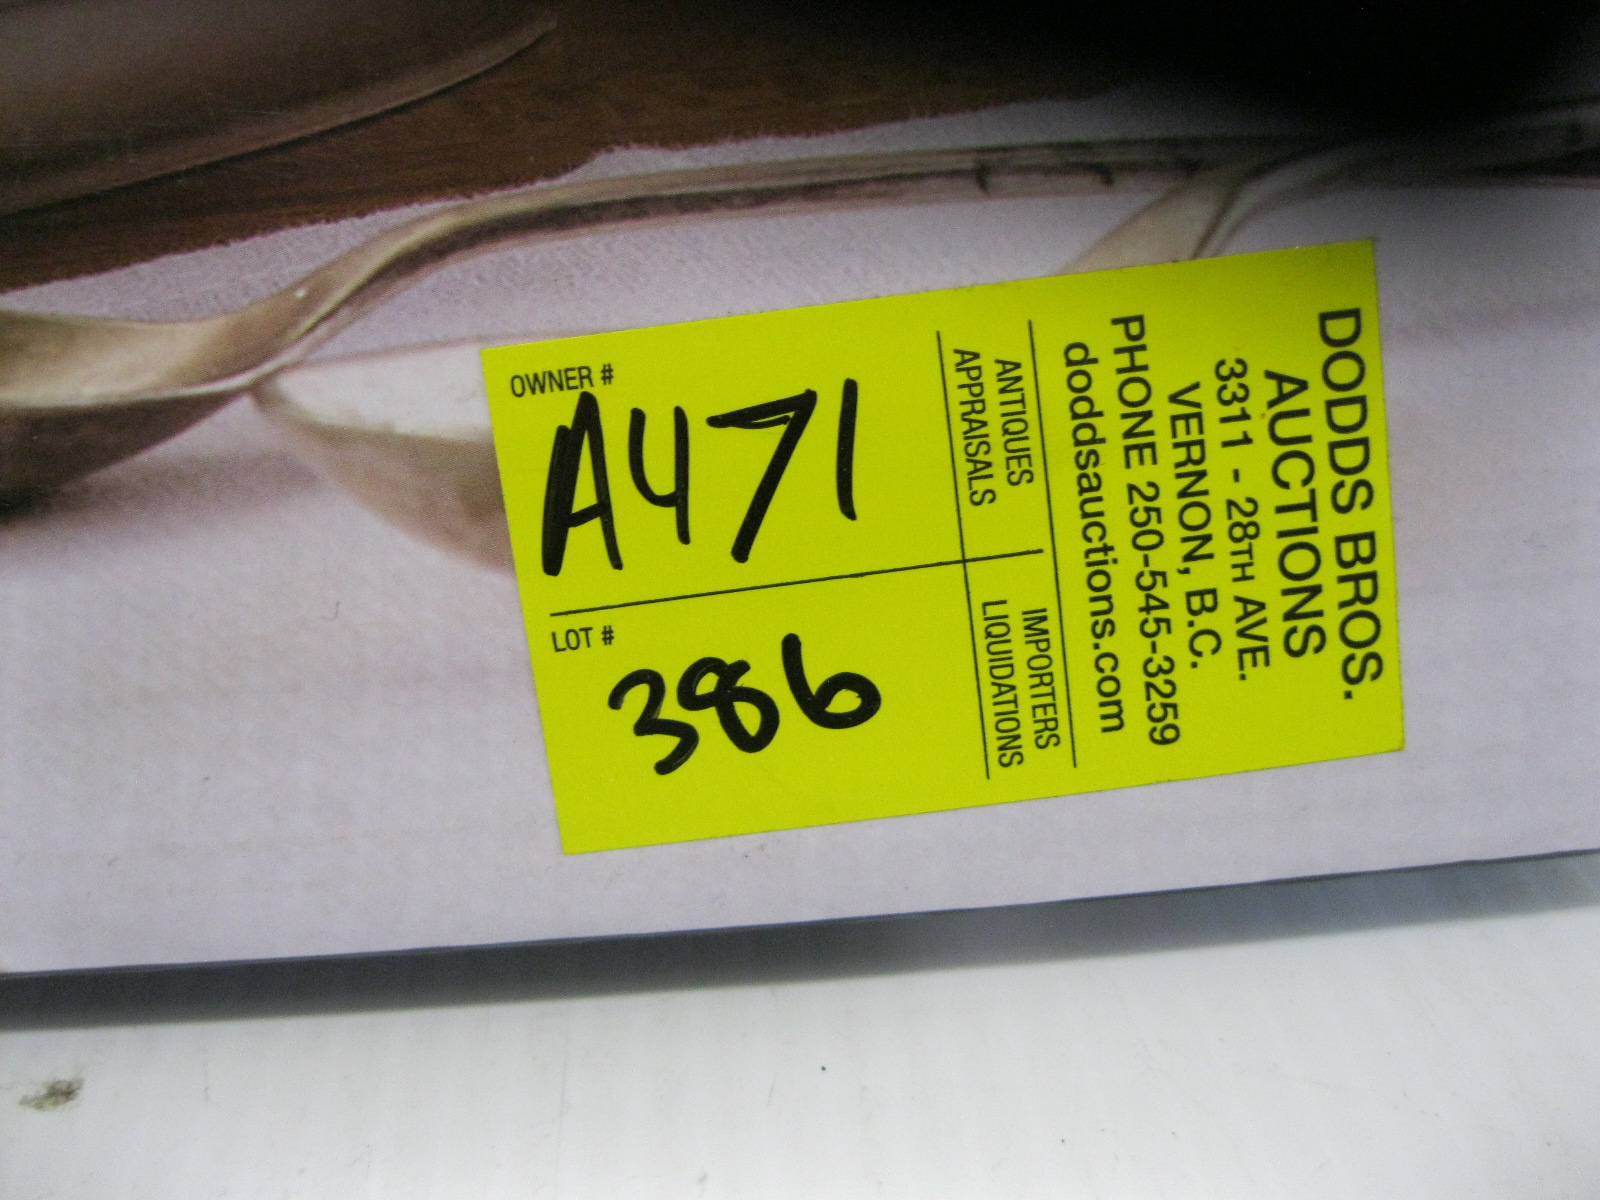 DODDS BROS.
AUCTIONS
3311 - 28TH AVE.
VERNON, B.C.
PHONE 250-545-3259
doddsauctions.com
ANTIQUES
APPRAISALS
IMPORTERS
LIQUIDATIONS
OWNER #
A471
LOT #
386